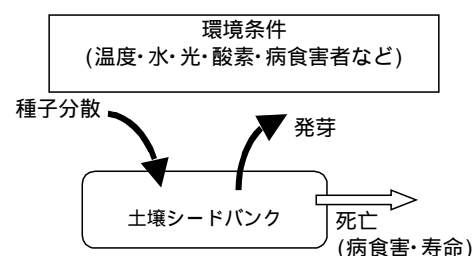 環境条件
(温度・水・光・酸素・病食害者など)
種子分散
発芽
土壌シードバンク
死亡
(病食害・寿命)